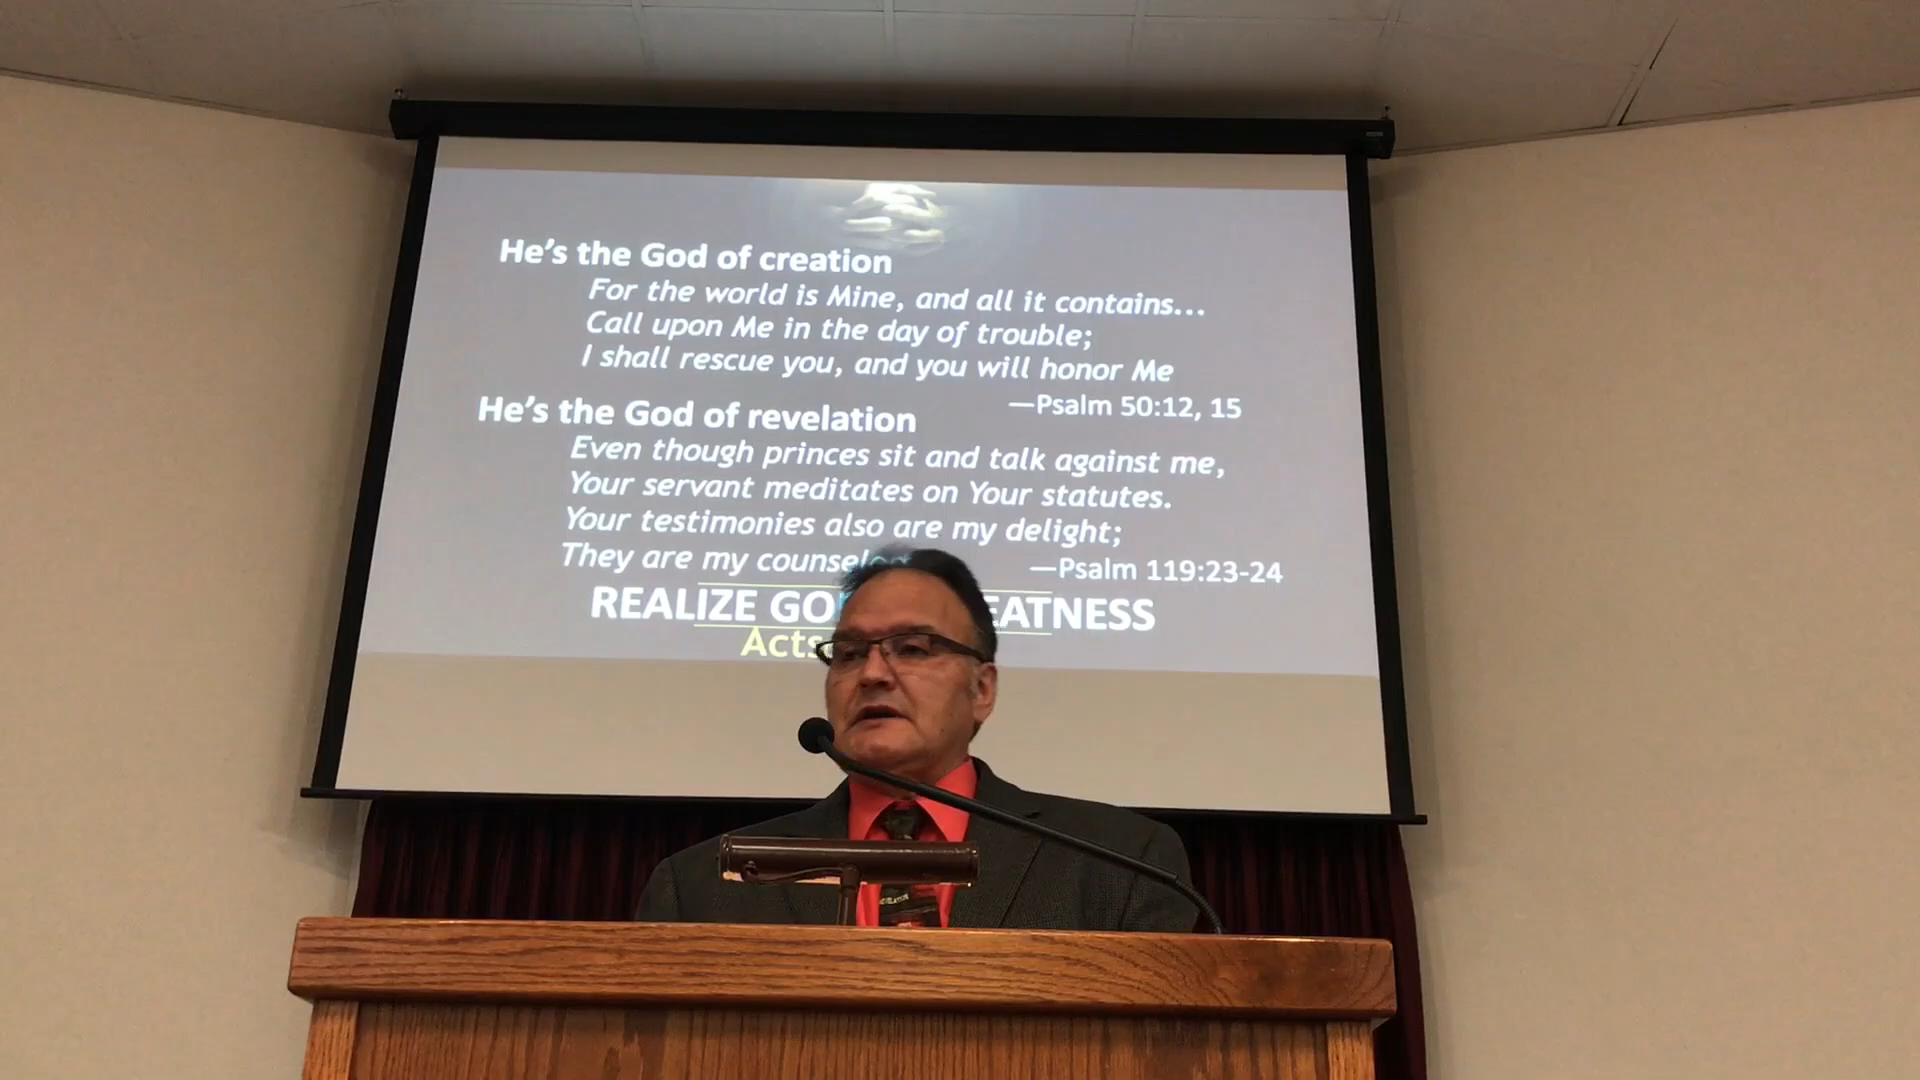 He's the God of creation
For the world is Mine, and all it contains...
Call upon Me in the day of trouble;
I shall rescue you, and you will honor Me
—Psalm 50:12, 15
He's the God of revelation
Even though princes sit and talk against me,
Your servant meditates on Your statutes.
Your testimonies also are my delight;
They are my
—Psalm 119:23-24
REALIZE
Acts